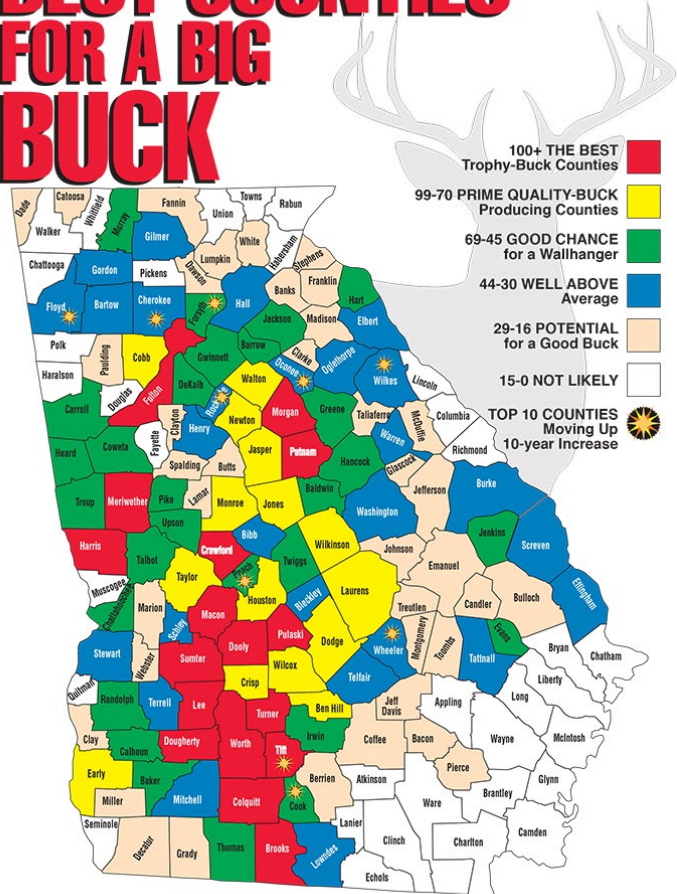 BEST COUNTIES
FOR A BIG
BUCK
100+ THE BEST
Trophy-Buck Counties
99-70 PRIME QUALITY-BUCK
Producing Counties
69-45 GOOD CHANCE
for a Wallhanger
44-30 WELL ABOVE
Average
29-16 POTENTIAL
for a Good Buck
15-0 NOT LIKELY
TOP 10 COUNTIES
Moving Up
10-year Increase
Dade
Catoosa
Whitfield
Murray
Fannin
Union
Towns
Rabun
Walker
Gilmer
White
Habersham
Lumpkin
Stephens
Chattooga
Gordon
Pickens
Dawson
Banks
Franklin
Hart
Floyd
Bartow
Cherokee
Forsyth
Hall
Jackson
Madison
Elbert
Polk
Paulding
Cobb
Gwinnett
Barrow
Clarke
Oglethorpe
Haralson
Douglas
Fulton
DeKalb
Walton
Oconee
Wilkes
Lincoln
Carroll
Clayton
Newton
Morgan
Greene
Taliaferro
McDuffie
Columbia
Fayette
Henry
Warren
Richmond
Heard
Coweta
Spalding
Butts
Jasper
Putnam
Hancock
Glascock
Burke
Troup
Meriwether
Pike
Lamar
Monroe
Jones
Baldwin
Jefferson
Upson
Washington
Harris
Talbot
Crawford
Bibb
Wilkinson
Jenkins
Screven
Twiggs
Johnson
Emanuel
Muscogee
Taylor
Peach
Houston
Bleckley
Laurens
Effingham
Chattahoochee
Marion
Macon
Treutlen
Candler
Bulloch
Schley
Dooly
Pulaski
Dodge
Wheeler
Montgomery
Toombs
Evans
Stewart
Webster
Sumter
Wilcox
Tattnall
Bryan
Chatham
Quitman
Crisp
Telfair
Liberty
Randolph
Terrell
Lee
Turner
Ben Hill
Jeff
Davis
Appling
Long
Clay
Calhoun
Dougherty
Worth
Tift
Irwin
Coffee
Bacon
Wayne
McIntosh
Early
Baker
Berrien
Atkinson
Pierce
Glynn
Miller
Mitchell
Colquitt
Cook
Ware
Brantley
Seminole
Lanier
Camden
Decatur
Grady
Thomas
Brooks
Lowndes
Clinch
Charlton
Echols